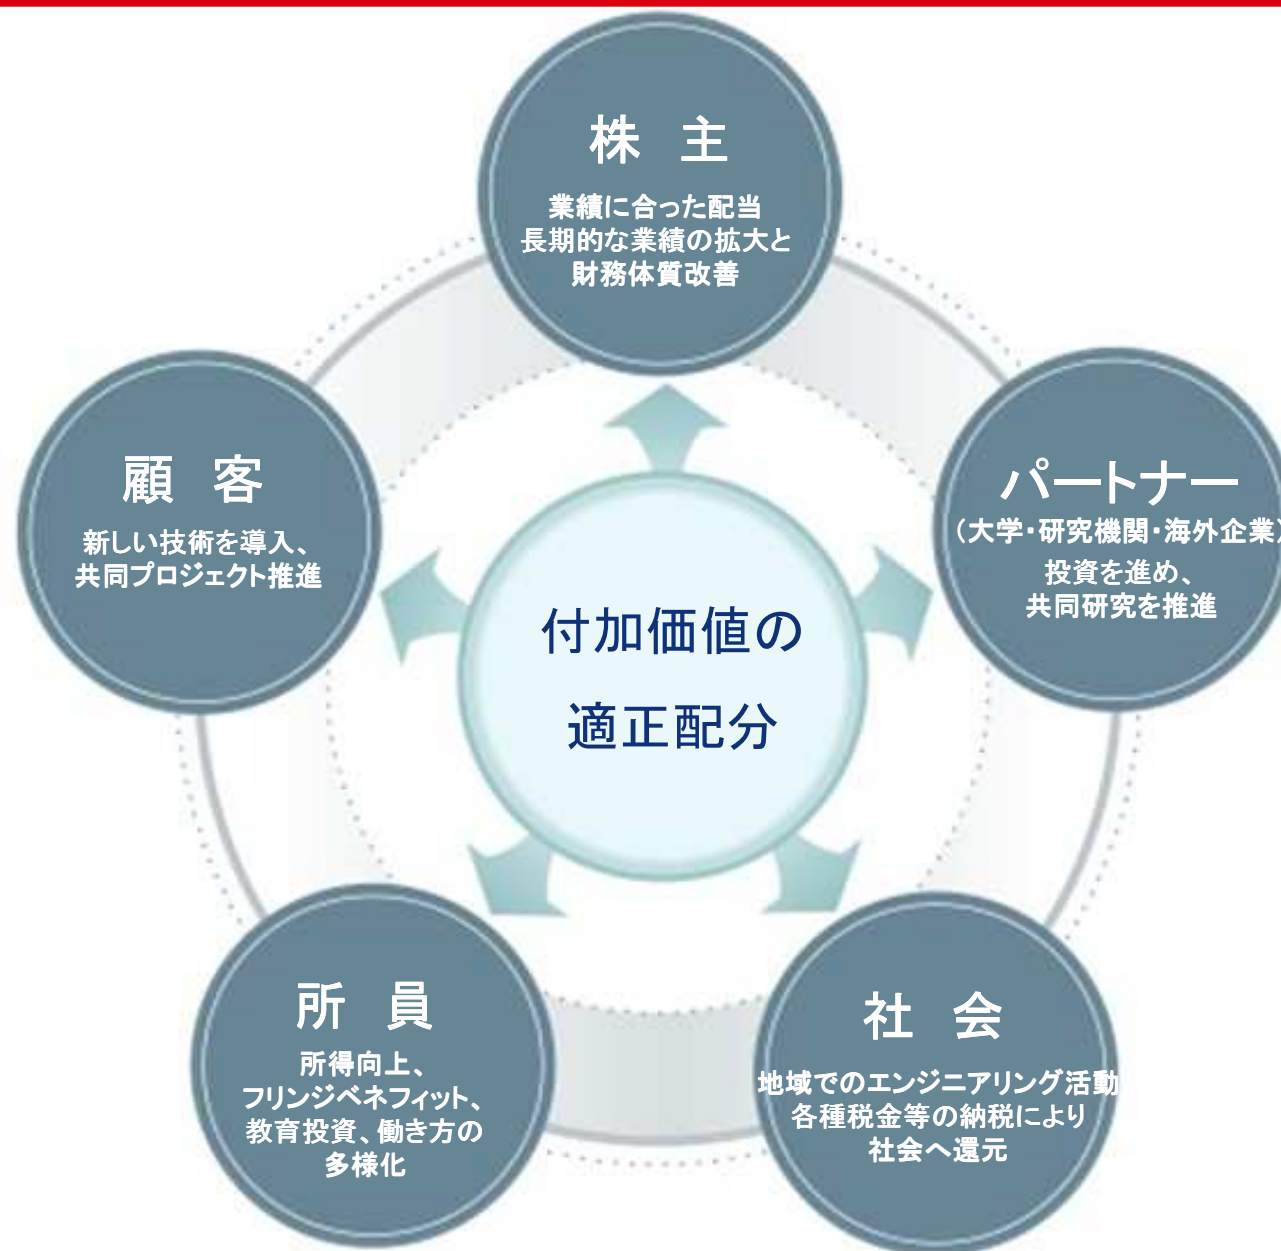 株 主
業績に合った配当
長期的な業績の拡大と
財務体質改善
顧 客
新しい技術を導入、
共同プロジェクト推進
パートナー
(大学・研究機関・海外企業)
投資を進め、
共同研究を推進
付加価値の
適正配分
所 員
所得向上、
フリンジベネフィット、
教育投資、働き方の
多様化
社 会
地域でのエンジニアリング活動
各種税金等の納税により
社会へ還元